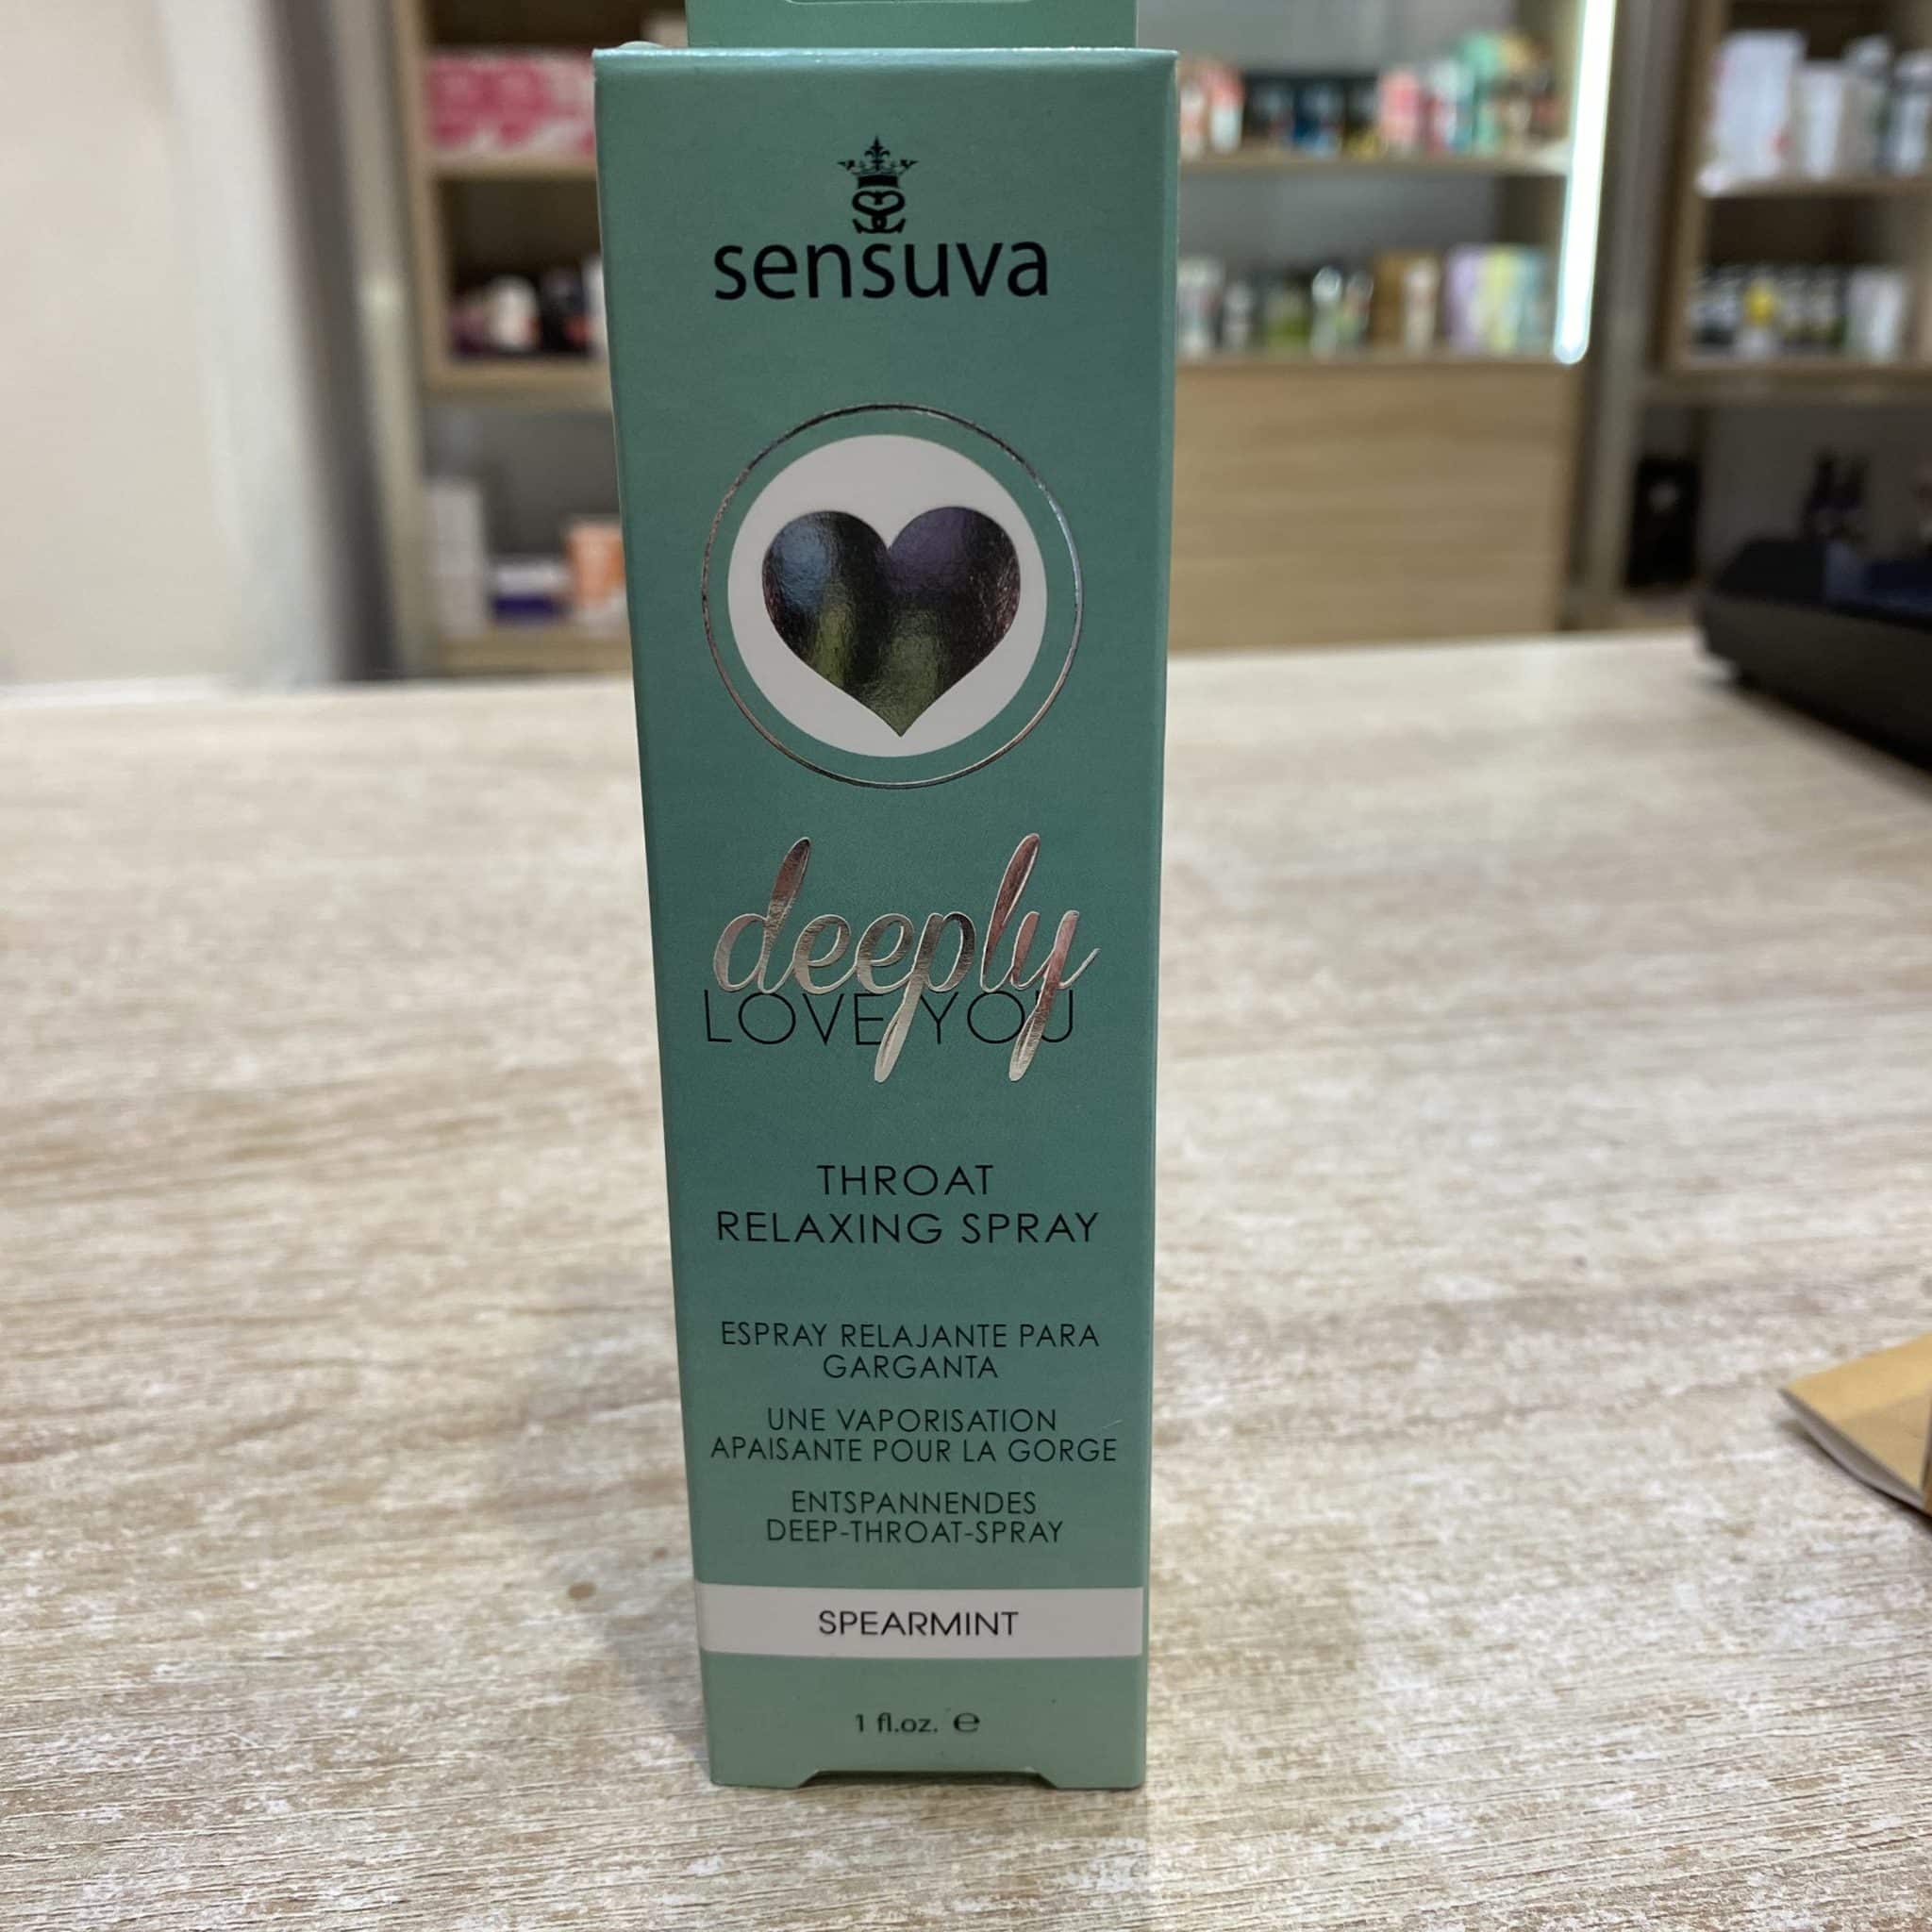 sensuva
deeply
LOVE YOU
THROAT
RELAXING SPRAY
ESPRAY RELAJANTE PARA
GARGANTA
UNE VAPORISATION
APAISANTE POUR LA GORGE
ENTSPANNENDES
DEEP-THROAT-SPRAY
SPEARMINT
1 fl.oz. ℮